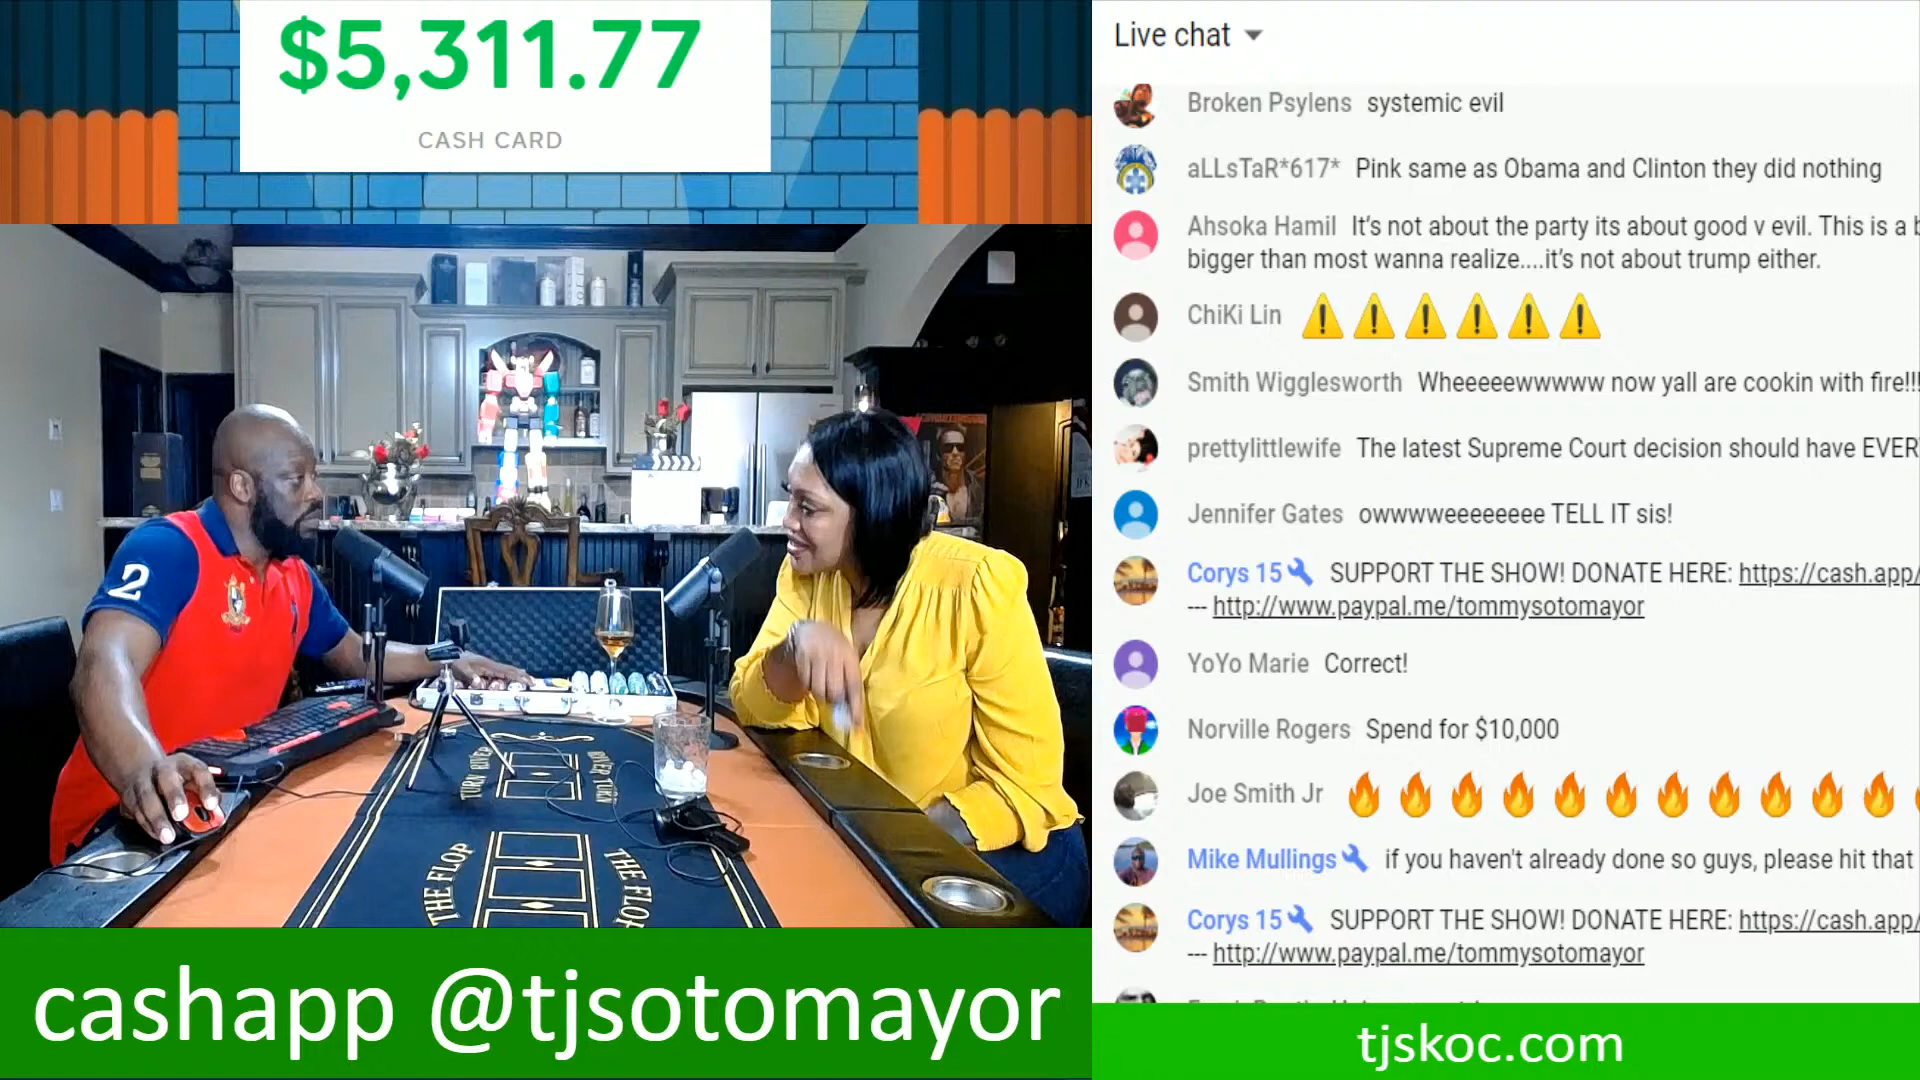 $5,311.77
CASH CARD
Live chat
Broken Psylens systemic evil
aLLsTaR*617* Pink same as Obama and Clinton they did nothing
Ahsoka Hamil It's not about the party its about good v evil. This is a b
bigger than most wanna realize....it's not about trump either.
ChiKi Lin ⚠️⚠️⚠️⚠️⚠️⚠️
Smith Wigglesworth Wheeeeewwwww now yall are cookin with fire!!!
prettylittlewife The latest Supreme Court decision should have EVER
Jennifer Gates owwwweeeeeeee TELL IT sis!
Corys 15 SUPPORT THE SHOW! DONATE HERE: https://cash.app/
--- http://www.paypal.me/tommysotomayor
YoYo Marie Correct!
Norville Rogers Spend for $10,000
Joe Smith Jr 🔥🔥🔥🔥🔥🔥🔥🔥🔥🔥🔥
Mike Mullings if you haven't already done so guys, please hit that
Corys 15 SUPPORT THE SHOW! DONATE HERE: https://cash.app/
--- http://www.paypal.me/tommysotomayor
2
TURN RIVER
RIVER TURN
THE FLOP
THE FLOP
cashapp @tjsotomayor
tjskoc.com